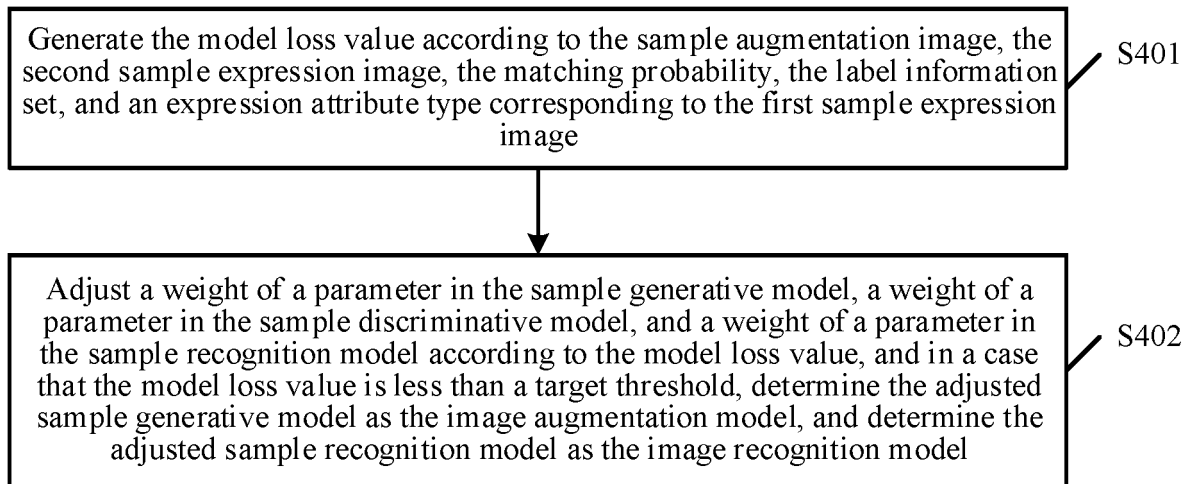 Generate the model loss value according to the sample augmentation image, the
second sample expression image, the matching probability, the label information
set, and an expression attribute type corresponding to the first sample expression
image
S401
Adjust a weight of a parameter in the sample generative model, a weight of a
parameter in the sample discriminative model, and a weight of a parameter in
the sample recognition model according to the model loss value, and in a case
that the model loss value is less than a target threshold, determine the adjusted
sample generative model as the image augmentation model, and determine the
adjusted sample recognition model as the image recognition model
S402